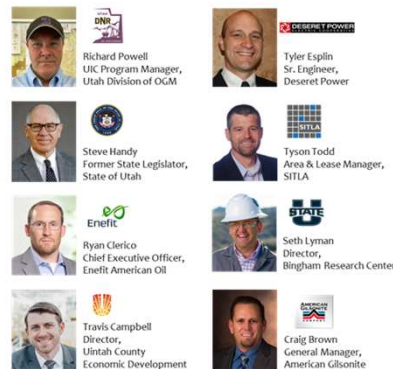 DNR
Richard Powell
UIC Program Manager,
Utah Division of OGM
DESERET POWER
Tyler Esplin
Sr. Engineer,
Deseret Power
Steve Handy
Former State Legislator,
State of Utah
SITLA
Tyson Todd
Area & Lease Manager,
SITLA
Enefit
Ryan Clerico
Chief Executive Officer,
Enefit American Oil
STATE
Seth Lyman
Director,
Bingham Research Center
Travis Campbell
Director,
Uintah County
Economic Development
AMERICAN
GILSONITE
Craig Brown
General Manager,
American Gilsonite